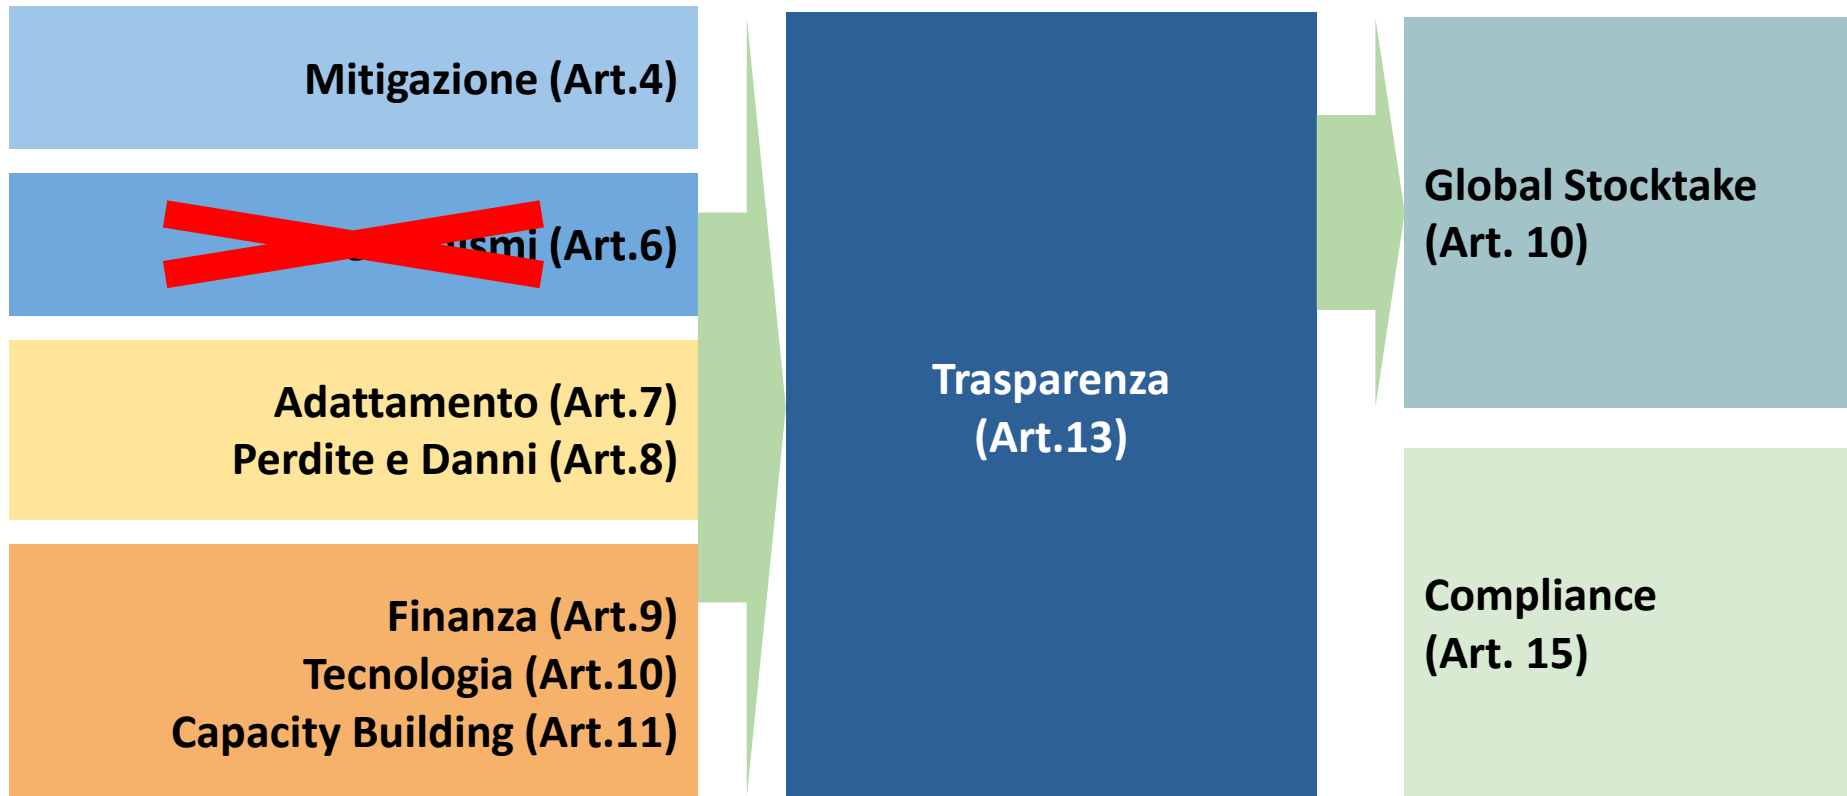 Mitigazione (Art.4)
(Art.6)
Adattamento (Art.7)
Perdite e Danni (Art.8)
Finanza (Art.9)
Tecnologia (Art.10)
Capacity Building (Art.11)
Trasparenza
(Art.13)
Global Stocktake
(Art. 10)
Compliance
(Art. 15)